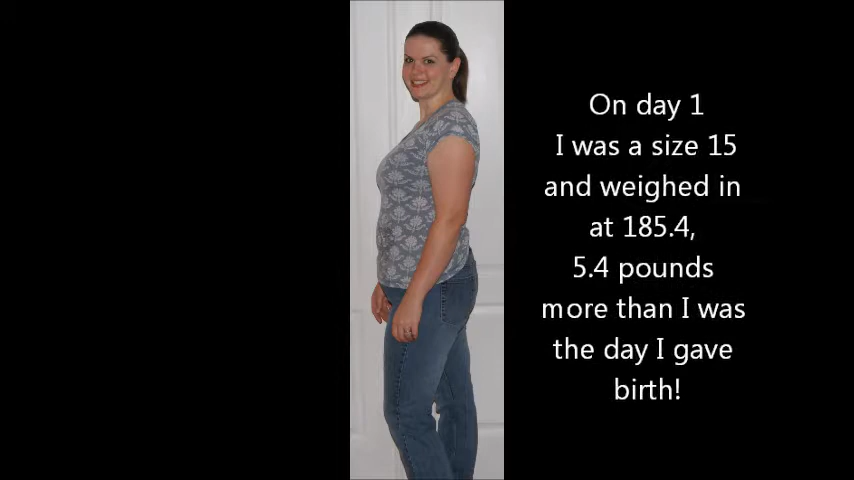 On day 1
I was a size 15
and weighed in
at 185.4,
5.4 pounds
more than I was
the day I gave
birth!